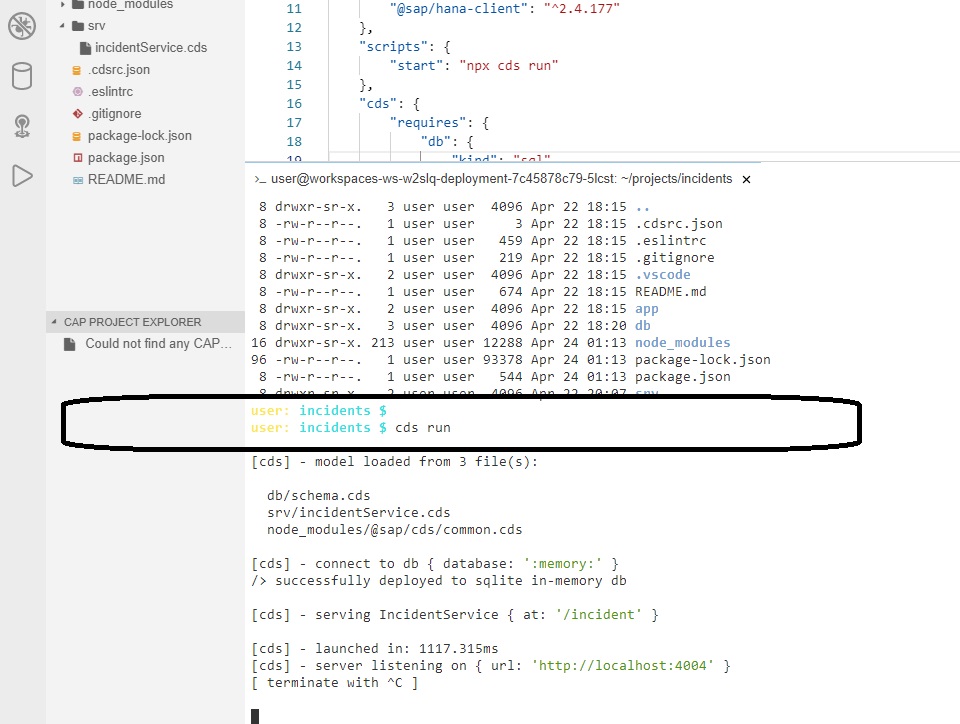 node_modules
srv
incidentService.cds
.cdsrc.json
.eslintrc
.gitignore
package-lock.json
package.json
README.md
CAP PROJECT EXPLORER
Could not find any CAP...
11 "@sap/hana-client": "^2.4.177"
12 },
13 "scripts": {
14 "start": "npx cds run"
15 },
16 "cds": {
17 "requires": {
18 "db": {
19 "kind": "sql"
>_ user@workspaces-ws-w2slq-deployment-7c45878c79-5lcst: ~/projects/incidents ×
8 drwxr-sr-x. 3 user user 4096 Apr 22 18:15 ..
8 -rw-r--r--. 1 user user 3 Apr 22 18:15 .cdsrc.json
8 -rw-r--r--. 1 user user 459 Apr 22 18:15 .eslintrc
8 -rw-r--r--. 1 user user 219 Apr 22 18:15 .gitignore
8 drwxr-sr-x. 2 user user 4096 Apr 22 18:15 .vscode
8 -rw-r--r--. 1 user user 674 Apr 22 18:15 README.md
8 drwxr-sr-x. 2 user user 4096 Apr 22 18:15 app
8 drwxr-sr-x. 3 user user 4096 Apr 22 18:20 db
16 drwxr-sr-x. 213 user user 12288 Apr 24 01:13 node_modules
96 -rw-r--r--. 1 user user 93378 Apr 24 01:13 package-lock.json
8 -rw-r--r--. 1 user user 544 Apr 24 01:13 package.json
8 drwxr-sr-x. 2 user user 4096 Apr 22 20:07 srv
user: incidents $
user: incidents $ cds run
[cds] - model loaded from 3 file(s):
db/schema.cds
srv/incidentService.cds
node_modules/@sap/cds/common.cds
[cds] - connect to db { database: ':memory:' }
/> successfully deployed to sqlite in-memory db
[cds] - serving IncidentService { at: '/incident' }
[cds] - launched in: 1117.315ms
[cds] - server listening on { url: 'http://localhost:4004' }
[ terminate with ^C ]